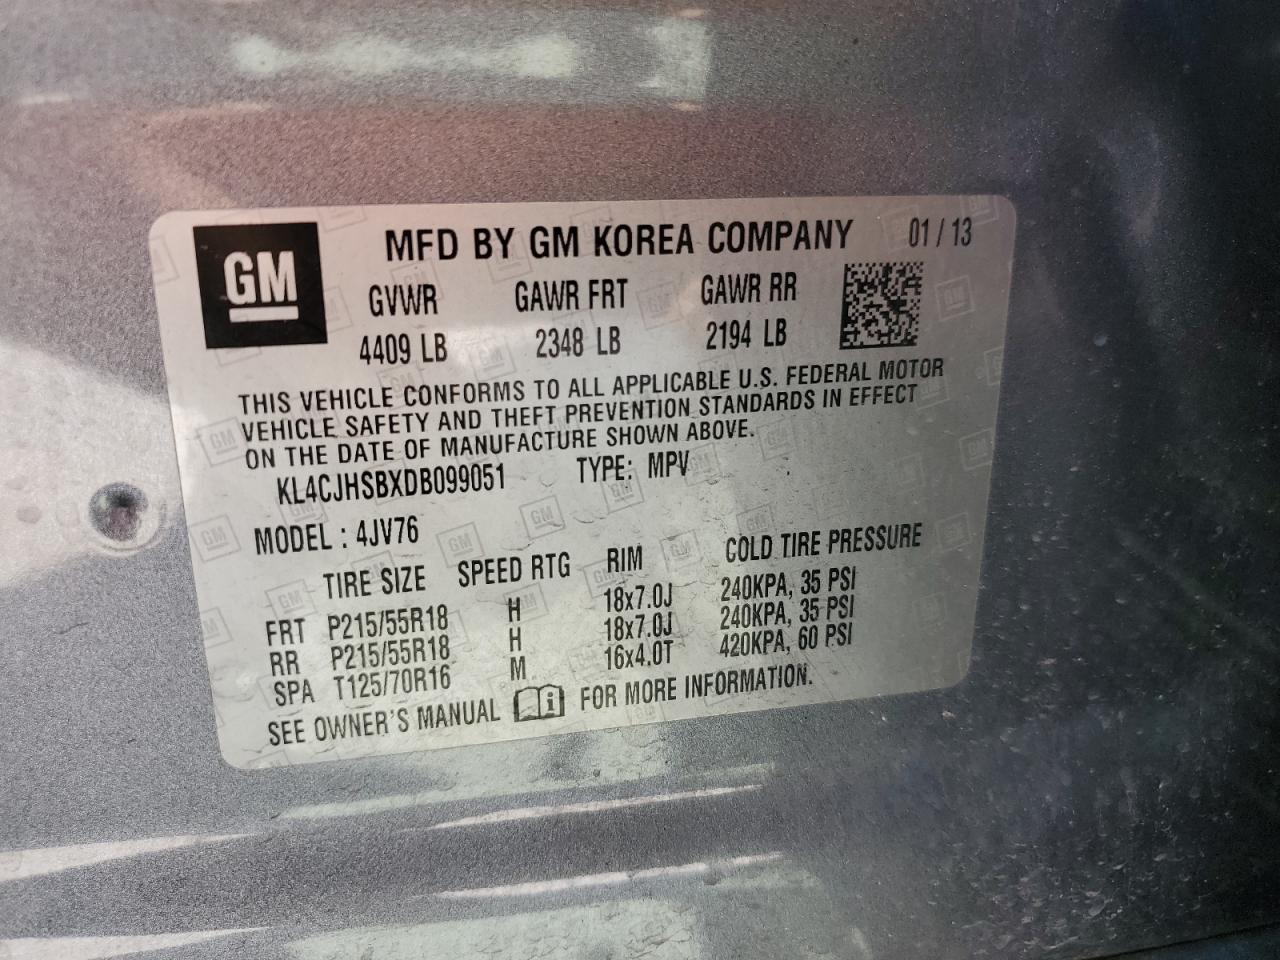 GM
MFD BY GM KOREA COMPANY 01 / 13
GVWR GAWR FRT GAWR RR
4409 LB 2348 LB 2194 LB
THIS VEHICLE CONFORMS TO ALL APPLICABLE U.S. FEDERAL MOTOR
VEHICLE SAFETY AND THEFT PREVENTION STANDARDS IN EFFECT
ON THE DATE OF MANUFACTURE SHOWN ABOVE.
KL4CJHSBXDB099051 TYPE: MPV
MODEL : 4JV76
TIRE SIZE SPEED RTG RIM COLD TIRE PRESSURE
FRT P215/55R18 H 18x7.0J 240KPA, 35 PSI
RR P215/55R18 H 18x7.0J 240KPA, 35 PSI
SPA T125/70R16 M 16x4.0T 420KPA, 60 PSI
SEE OWNER'S MANUAL FOR MORE INFORMATION.